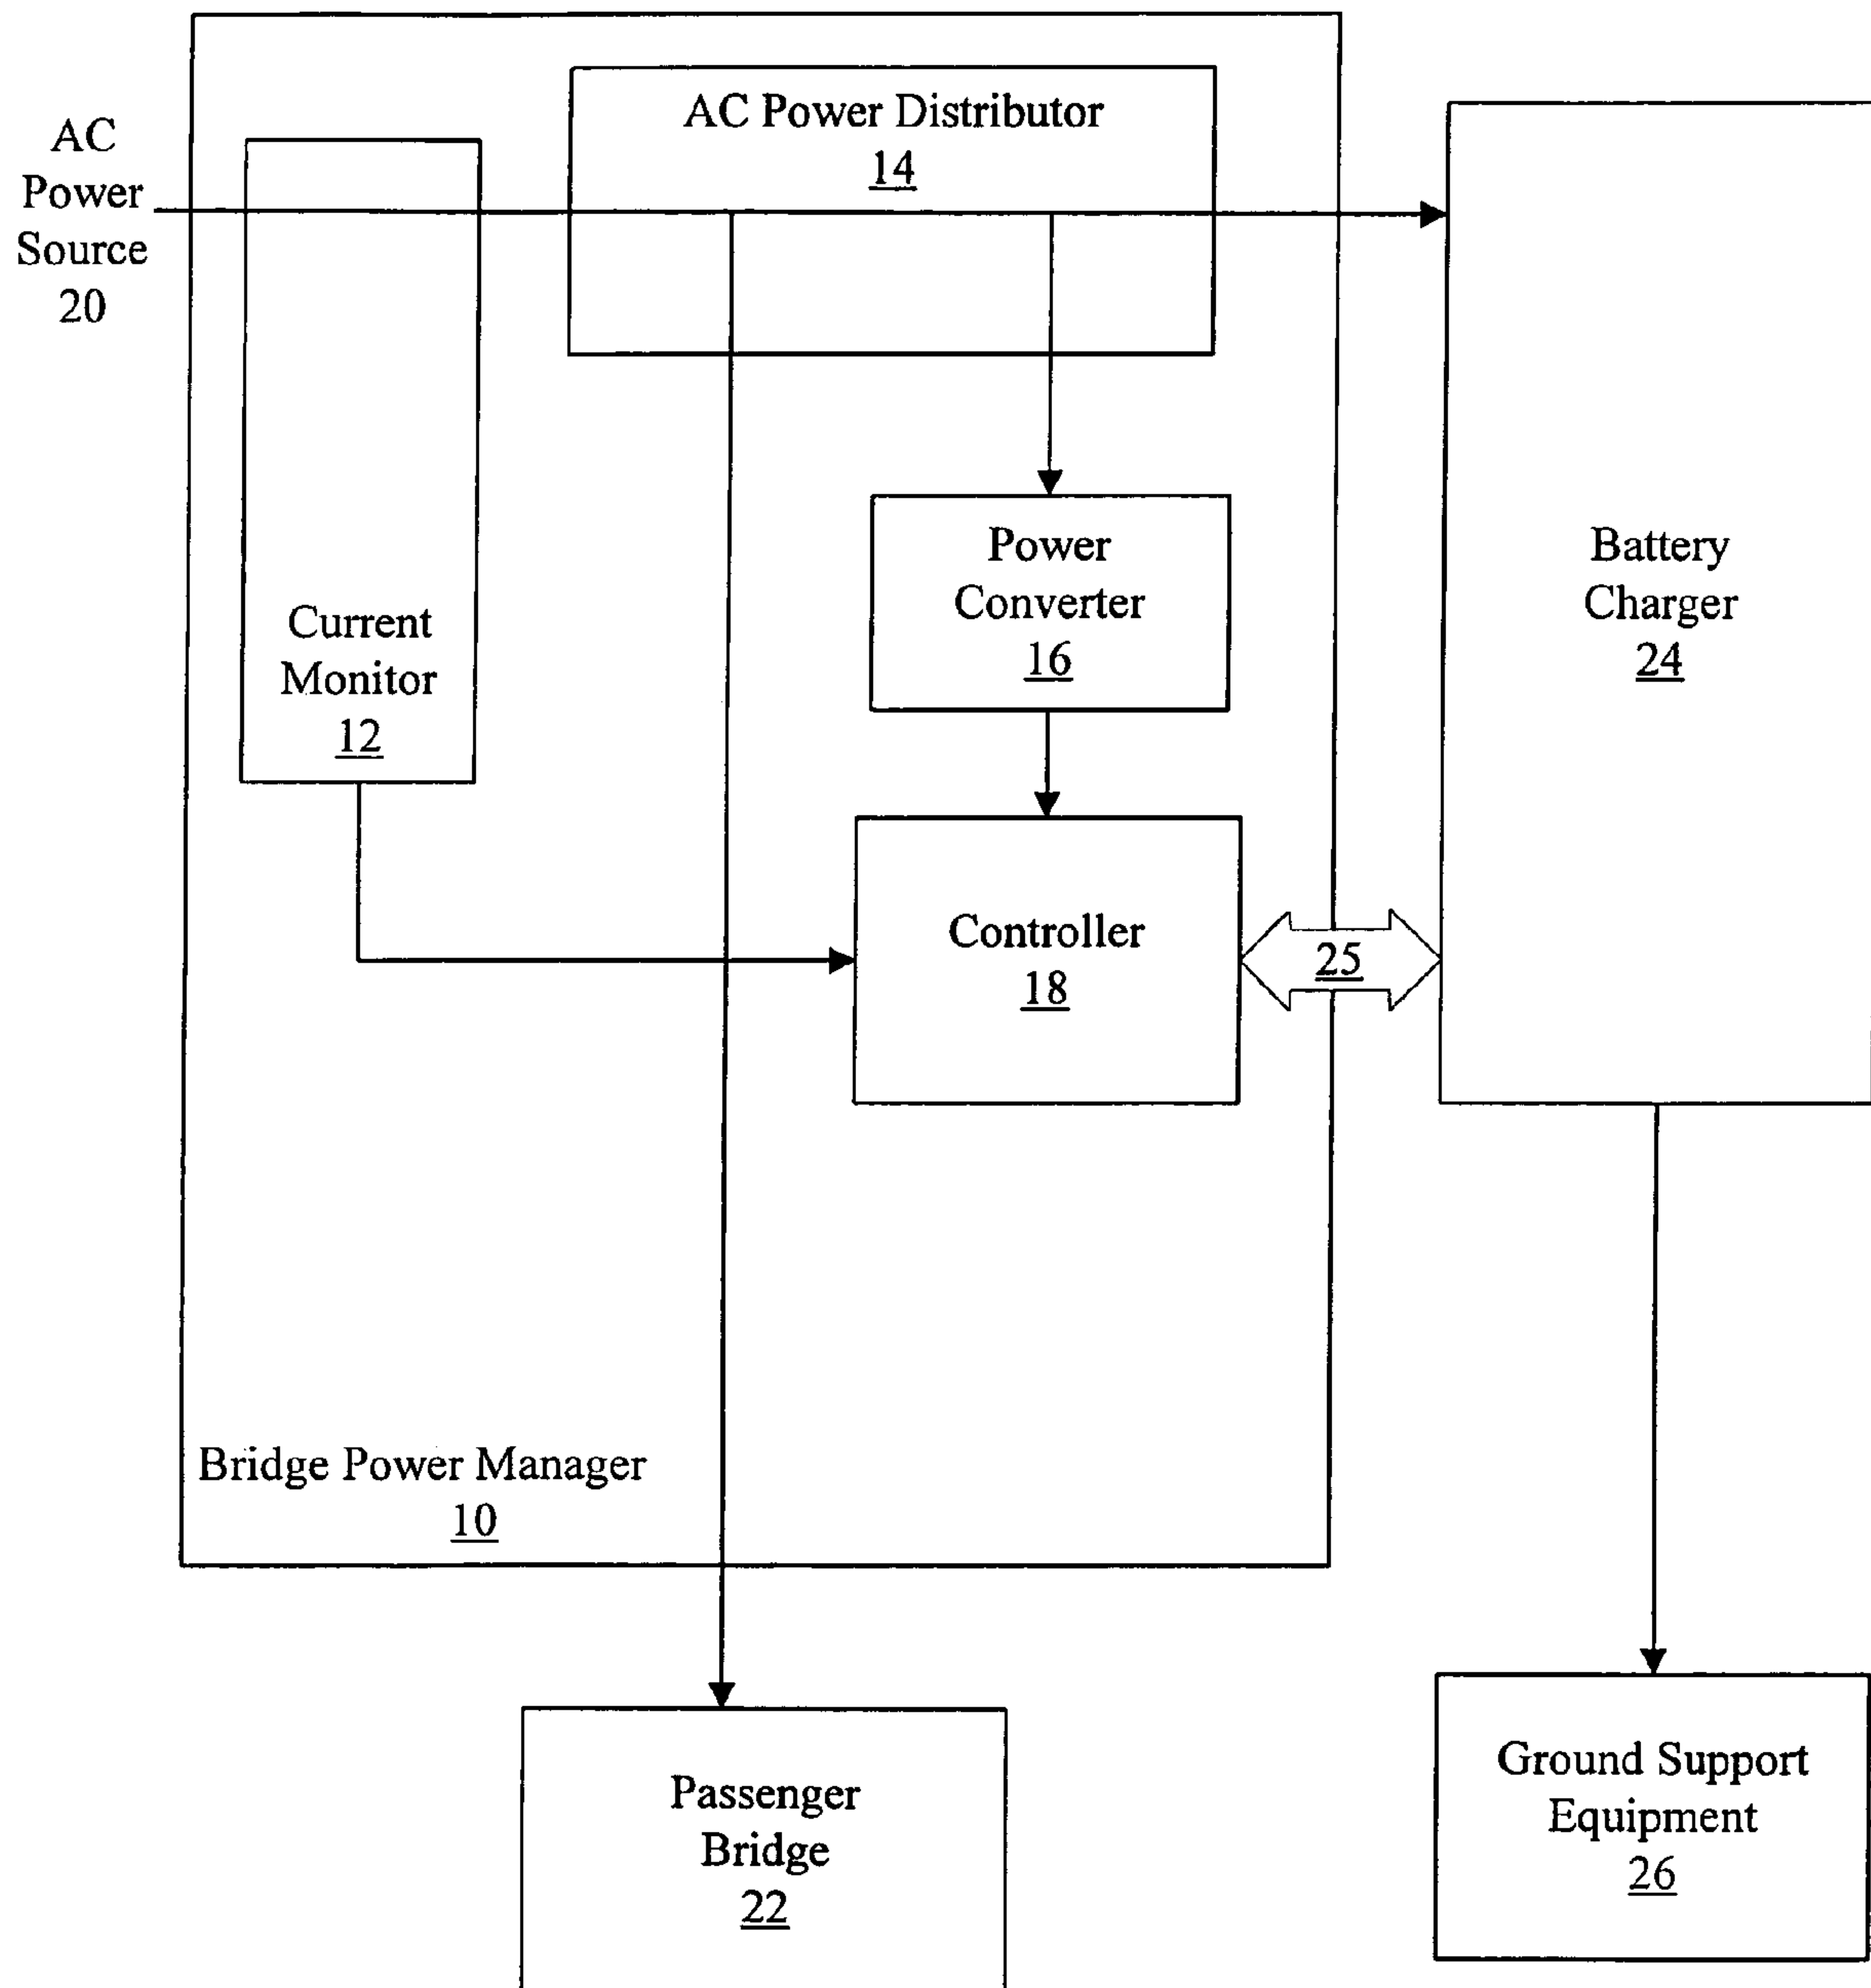 AC Power Distributor
14
AC
Power
Source
20
Power
Converter
16
Battery
Charger
24
Current
Monitor
12
Controller
18
25
Bridge Power Manager
10
Passenger
Bridge
22
Ground Support
Equipment
26